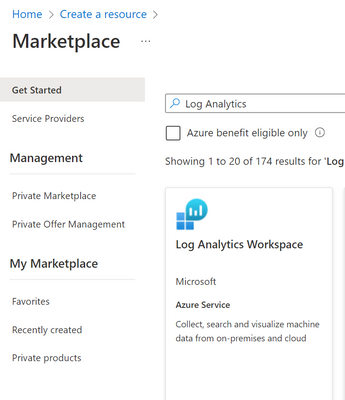 Home > Create a resource >
Marketplace ...
Get Started
Service Providers
Management
Private Marketplace
Private Offer Management
My Marketplace
Favorites
Recently created
Private products
Log Analytics
Azure benefit eligible only
Showing 1 to 20 of 174 results for 'Log
Log Analytics Workspace
Microsoft
Azure Service
Collect, search and visualize machine
data from on-premises and cloud